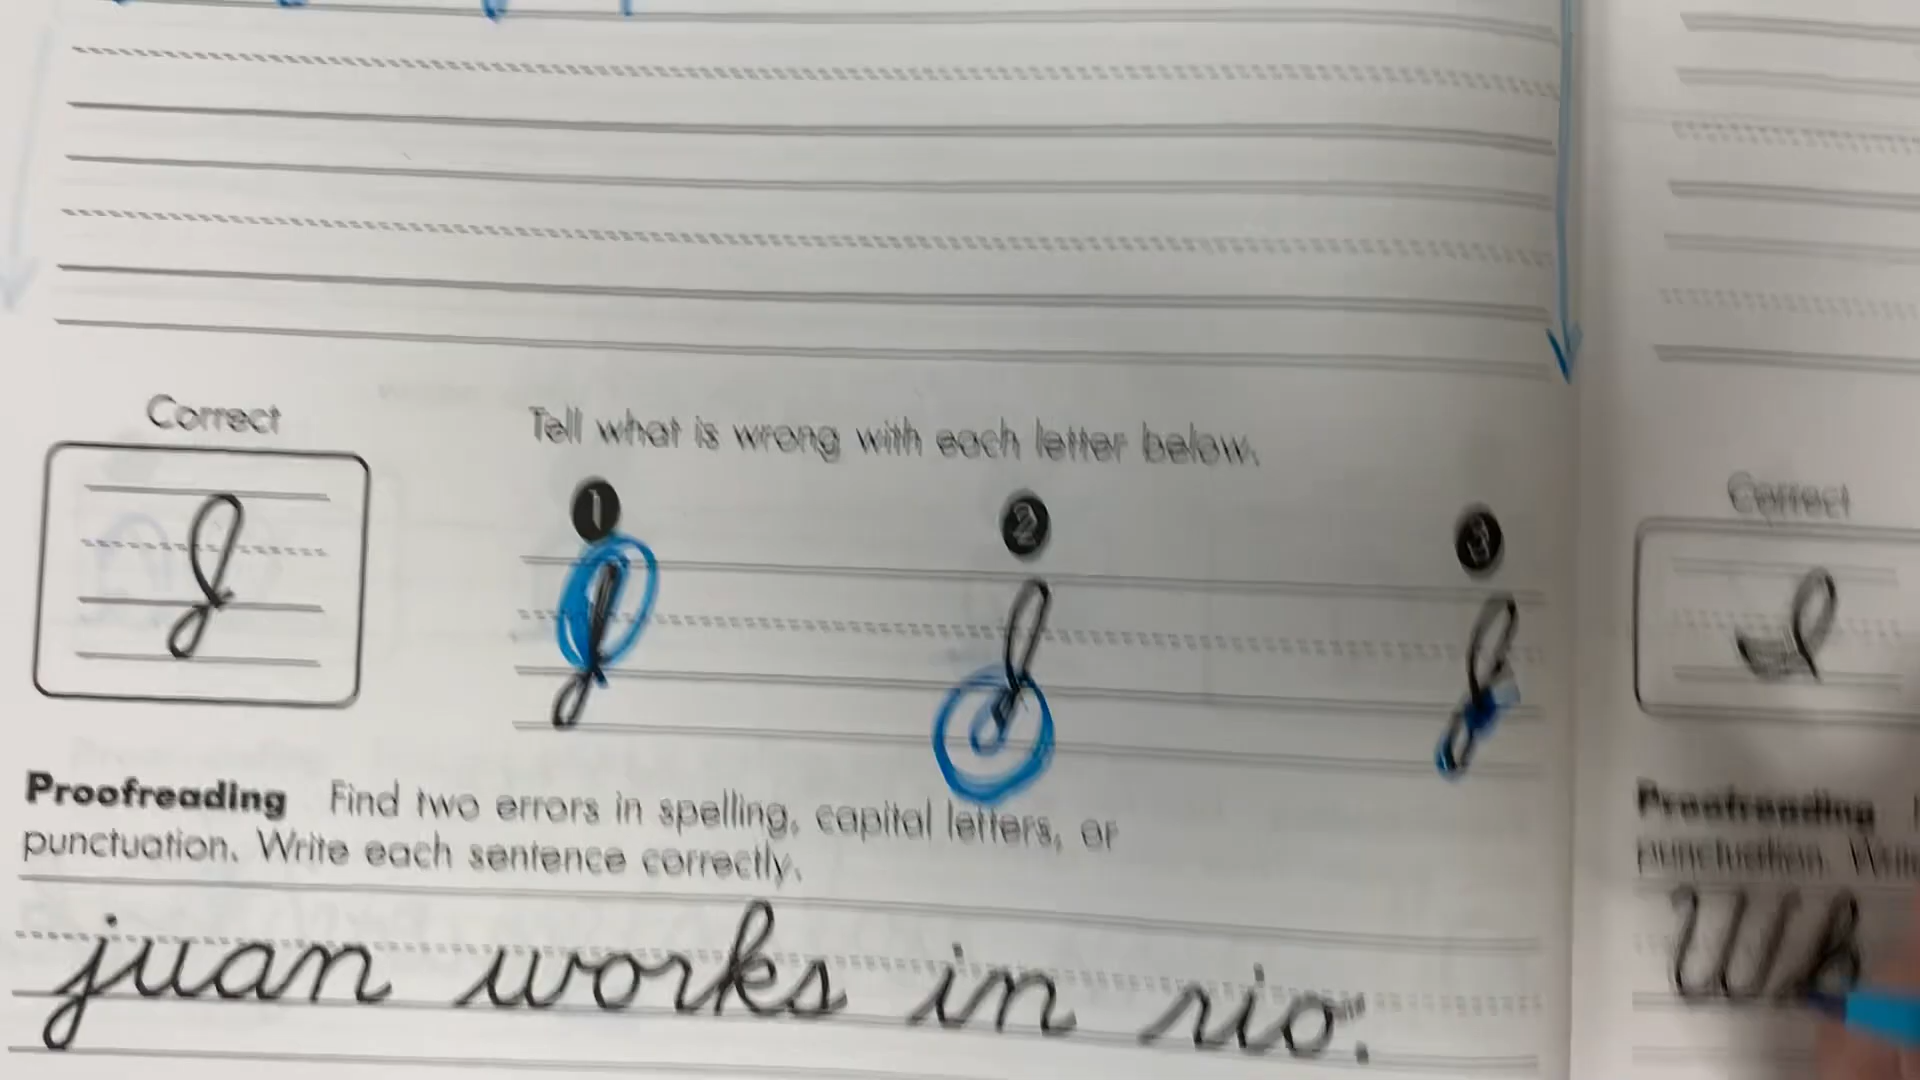 Correct
Tell what is wrong with each letter below.
J
1
2
3
J
J
J
Proofreading Find two errors in spelling, capital letters, or
punctuation. Write each sentence correctly.
juan works in rio.
Correct
I
Proofreading
punctuation.